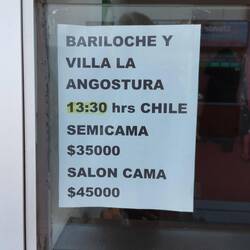 BARILOCHE Y
VILLA LA
ANGOSTURA
13:30 hrs CHILE
SEMICAMA
$35000
SALON CAMA
$45000